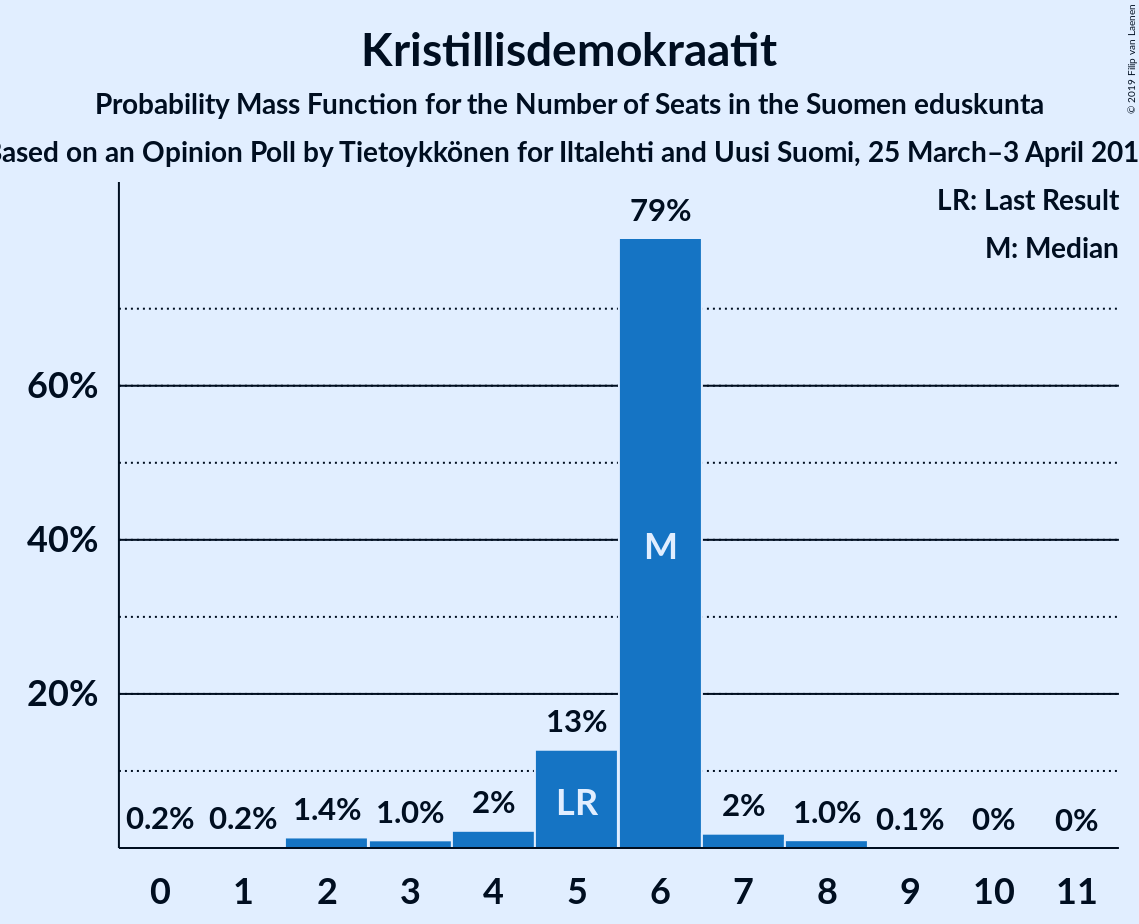 Kristillisdemokraatit
Probability Mass Function for the Number of Seats in the Suomen eduskunta
on an Opinion Poll by Tietoykkönen for Iltalehti and Uusi Suomi, 25 March–3 April
© 2019 Filip van Laenen
LR: Last Result
M: Median
79%
60%
40%
20%
M
13%
LR
0.2% 0.2% 1.4% 1.0% 2% 2% 1.0% 0.1% 0% 0%
0 1 2 3 4 5 6 7 8 9 10 11